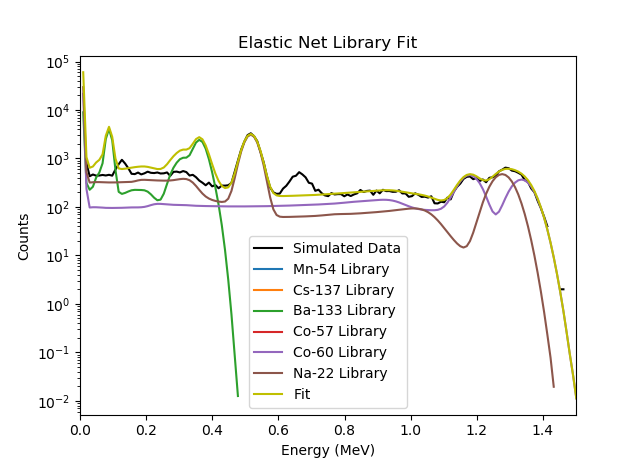 Elastic Net Library Fit
Counts
10^5
10^4
10^3
10^2
10^1
10^0
10^−1
10^−2
Simulated Data
Mn-54 Library
Cs-137 Library
Ba-133 Library
Co-57 Library
Co-60 Library
Na-22 Library
Fit
0.0 0.2 0.4 0.6 0.8 1.0 1.2 1.4
Energy (MeV)